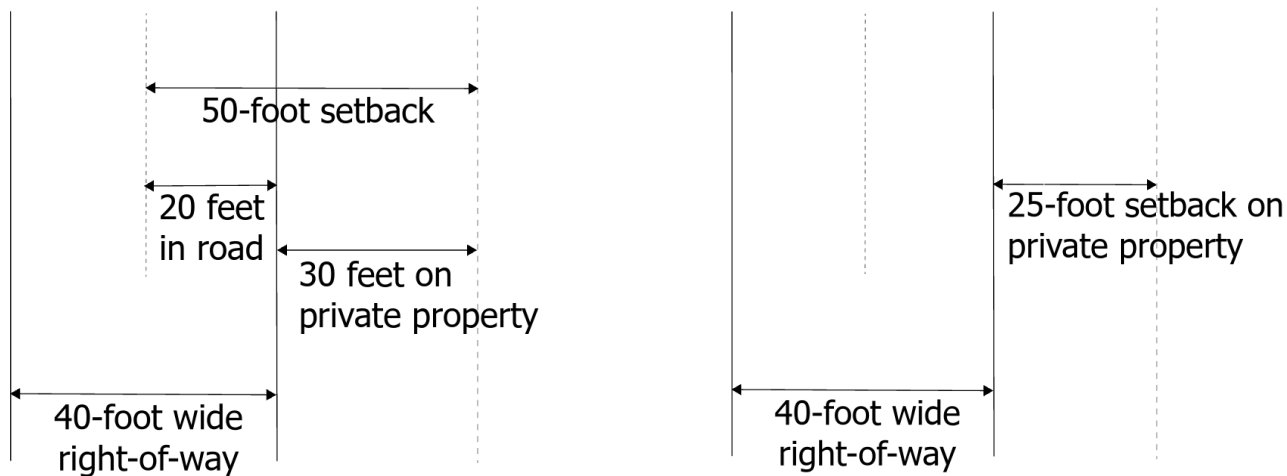 50-foot setback
20 feet
in road
30 feet on
private property
40-foot wide
right-of-way
25-foot setback on
private property
40-foot wide
right-of-way